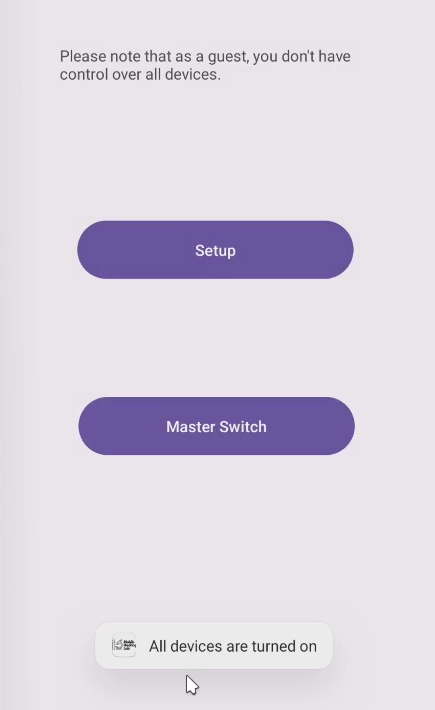 Please note that as a guest, you don't have
control over all devices.
Setup
Master Switch
All devices are turned on